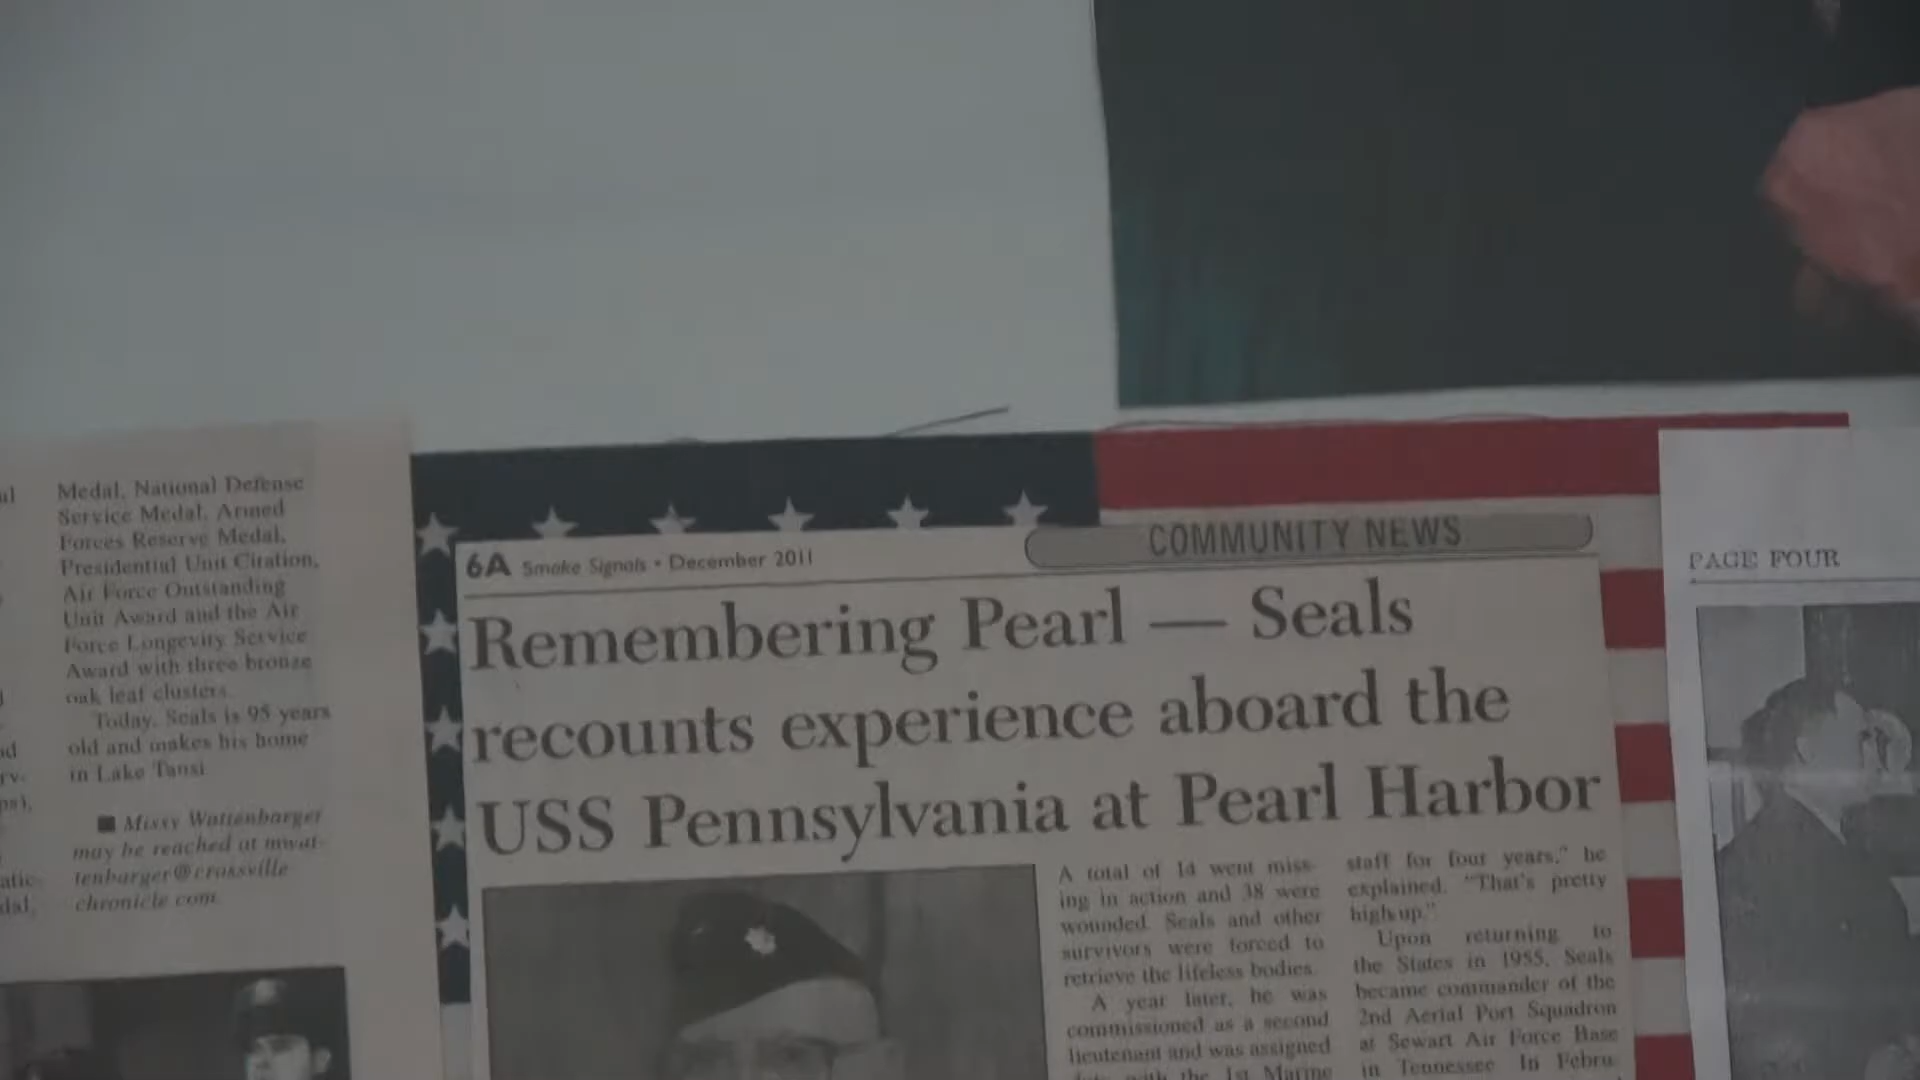 Medal, National Defense
Service Medal, Armed
Forces Reserve Medal,
Presidential Unit Citation,
Air Force Outstanding
Unit Award and the Air
Force Longevity Service
Award with three bronze
oak leaf clusters.
Today, Seals is 95 years
old and makes his home
in Lake Tansi.
Missy Wattenbarger
may be reached at mwat-
tenbarger@crossville
chronicle.com.
6A Smoke Signals • December 2011
COMMUNITY NEWS
Remembering Pearl — Seals
recounts experience aboard the
USS Pennsylvania at Pearl Harbor
A total of 14 went miss-
ing in action and 38 were
wounded. Seals and other
survivors were forced to
retrieve the lifeless bodies.
A year later, he was
commissioned as a second
lieutenant and was assigned
with the 1st Marine
staff for four years," he
explained. "That's pretty
high up."
Upon returning to
the States in 1955, Seals
became commander of the
2nd Aerial Port Squadron
at Sewart Air Force Base
in Tennessee. In Febru-
PAGE FOUR